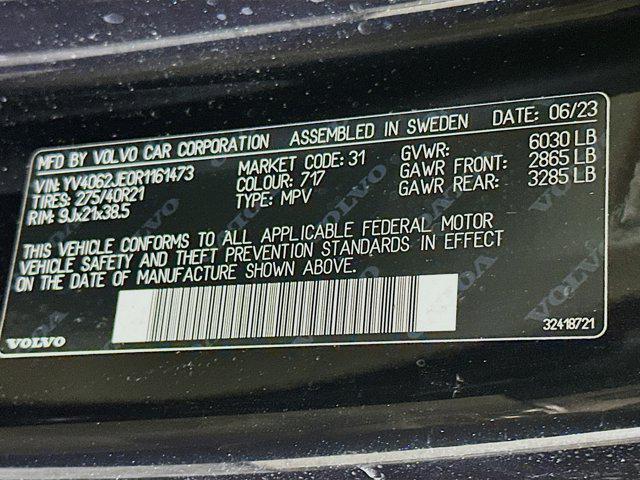 MFD BY VOLVO CAR CORPORATION ASSEMBLED IN SWEDEN DATE: 06/23
VIN: YV4062JE0R1161473 MARKET CODE: 31 GVWR: 6030 LB
TIRES: 275/40R21 COLOUR: 717 GAWR FRONT: 2865 LB
RIM: 9Jx21x38.5 TYPE: MPV GAWR REAR: 3285 LB
THIS VEHICLE CONFORMS TO ALL APPLICABLE FEDERAL MOTOR
VEHICLE SAFETY AND THEFT PREVENTION STANDARDS IN EFFECT
ON THE DATE OF MANUFACTURE SHOWN ABOVE.
VOLVO
32418721